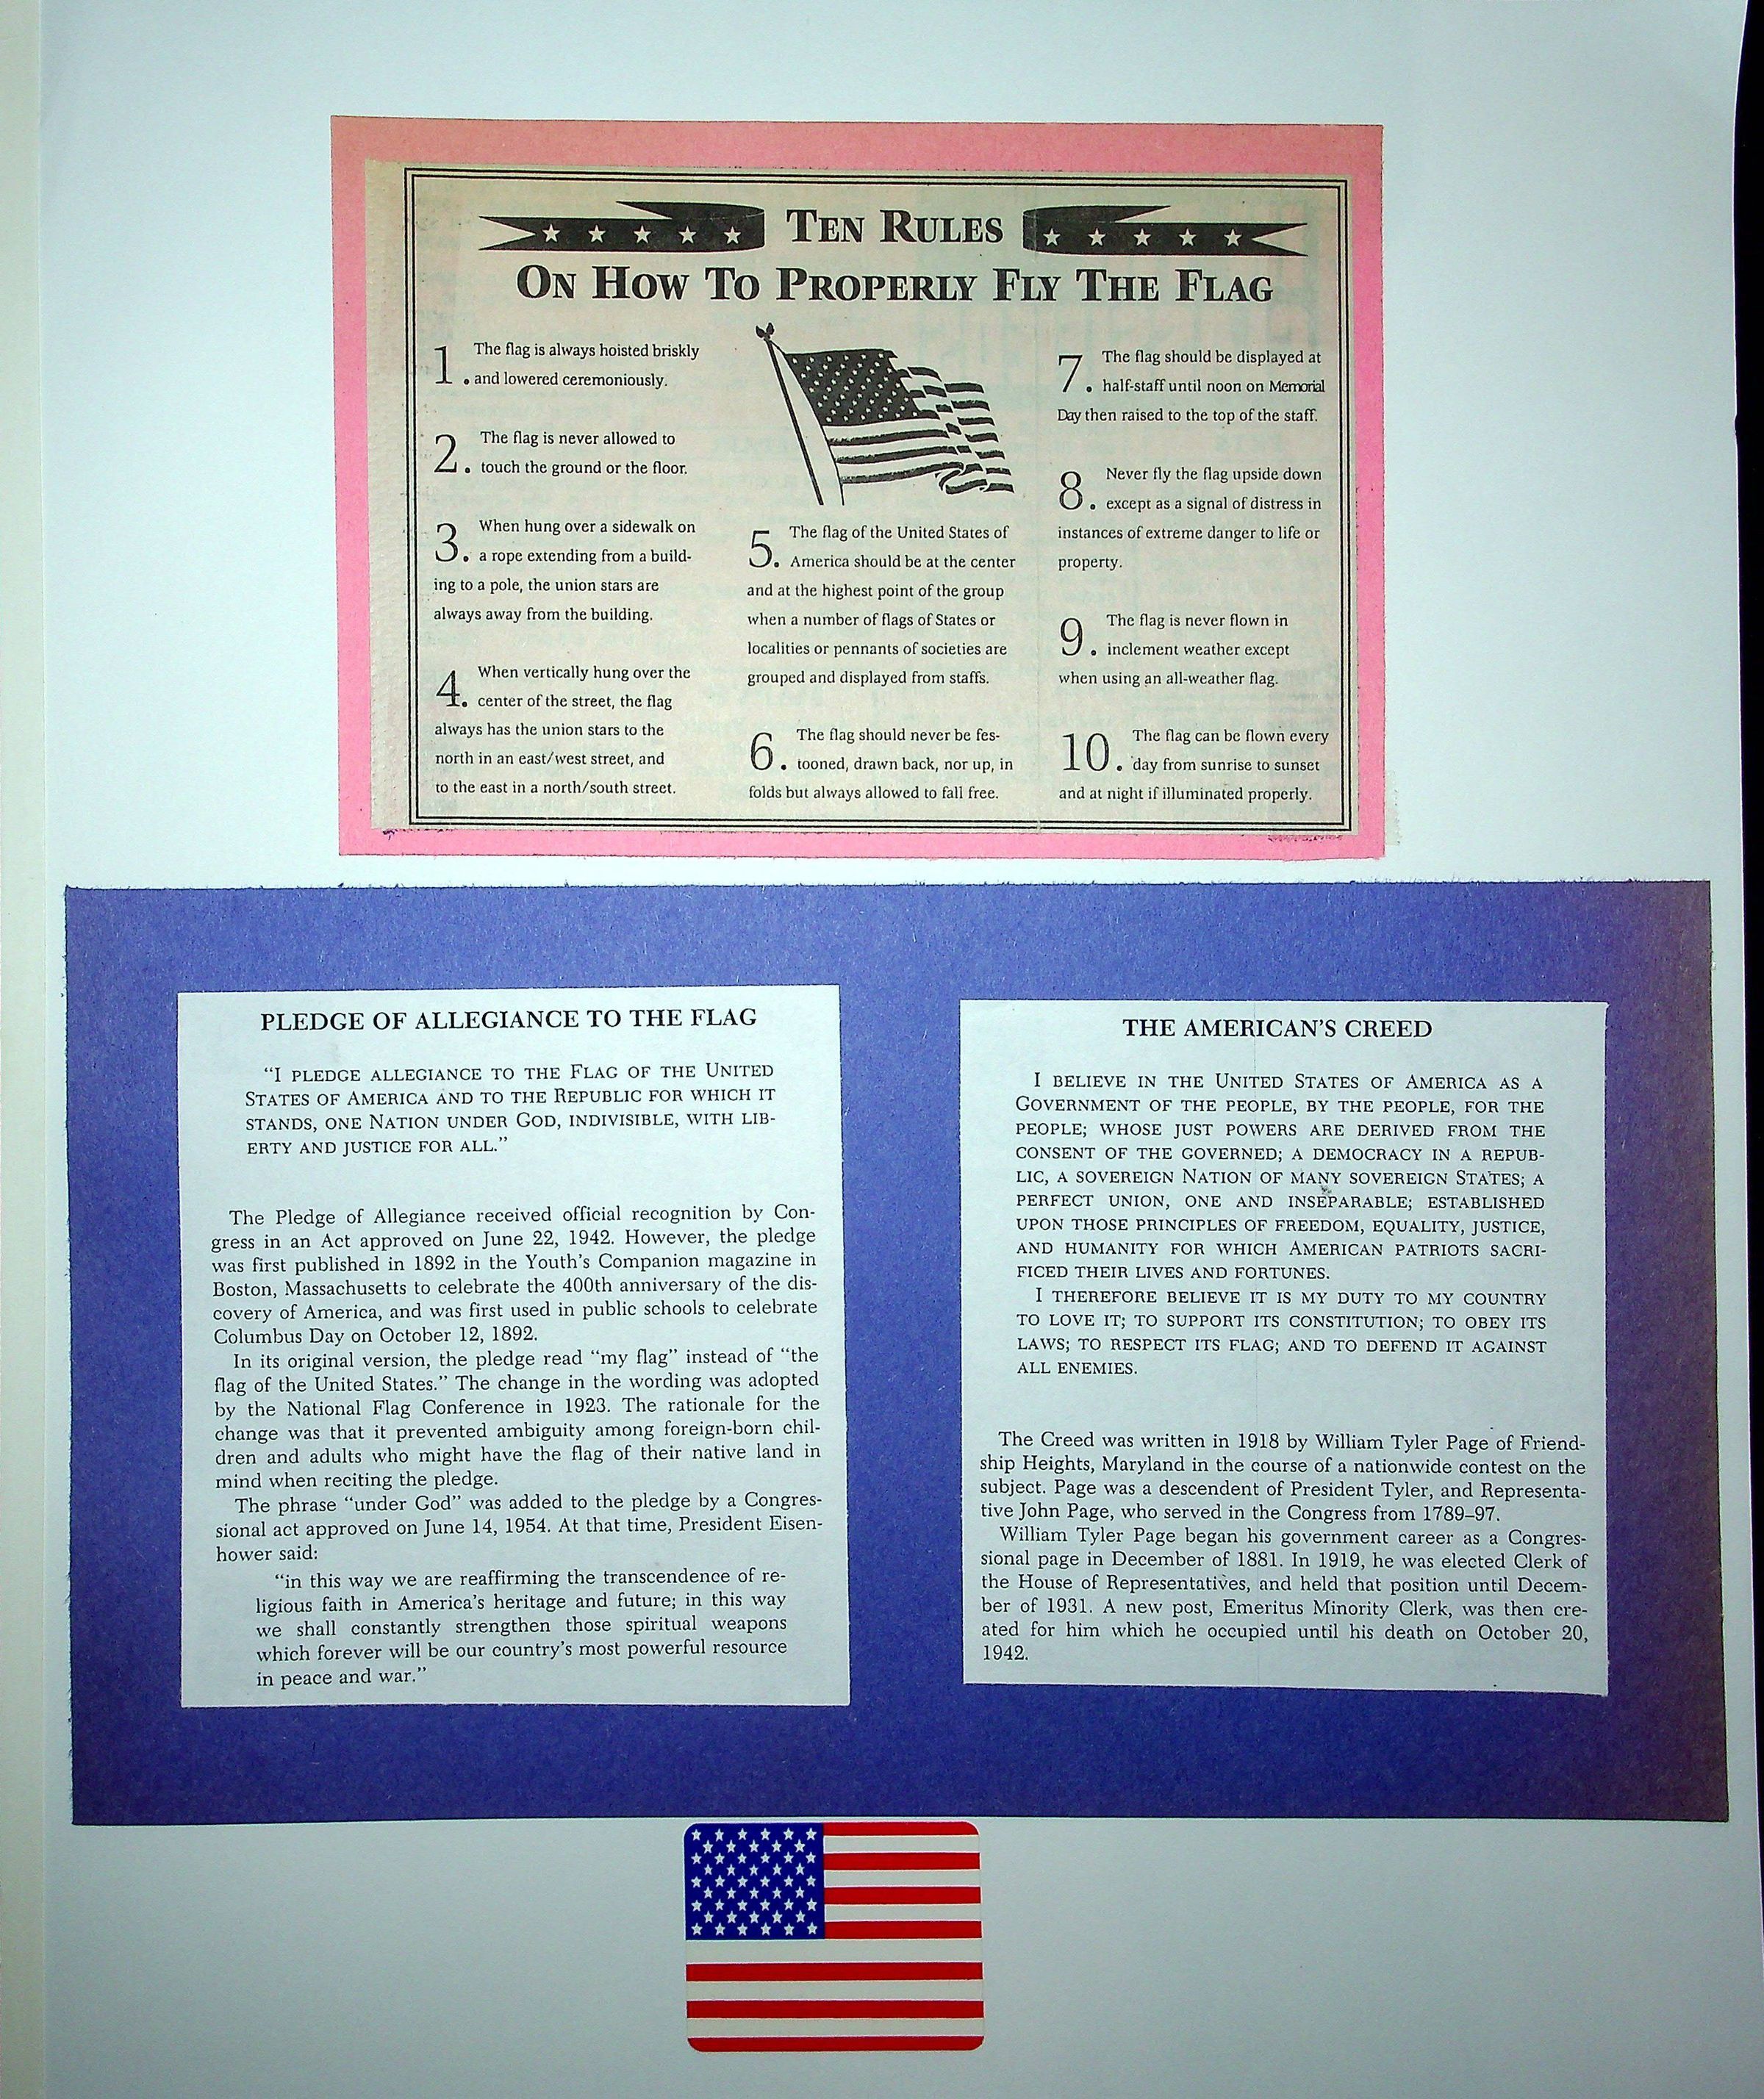 TEN RULES
ON HOW TO PROPERLY FLY THE FLAG
1. The flag is always hoisted briskly
and lowered ceremoniously.
2. The flag is never allowed to
touch the ground or the floor.
3. When hung over a sidewalk on
a rope extending from a build-
ing to a pole, the union stars are
always away from the building.
4. When vertically hung over the
center of the street, the flag
always has the union stars to the
north in an east/west street, and
to the east in a north/south street.
5. The flag of the United States of
America should be at the center
and at the highest point of the group
when a number of flags of States or
localities or pennants of societies are
grouped and displayed from staffs.
6. The flag should never be fes-
tooned, drawn back, nor up, in
folds but always allowed to fall free.
7. The flag should be displayed at
half-staff until noon on Memorial
Day then raised to the top of the staff.
8. Never fly the flag upside down
except as a signal of distress in
instances of extreme danger to life or
property.
9. The flag is never flown in
inclement weather except
when using an all-weather flag.
10. The flag can be flown every
day from sunrise to sunset
and at night if illuminated properly.
PLEDGE OF ALLEGIANCE TO THE FLAG
"I PLEDGE ALLEGIANCE TO THE FLAG OF THE UNITED
STATES OF AMERICA AND TO THE REPUBLIC FOR WHICH IT
STANDS, ONE NATION UNDER GOD, INDIVISIBLE, WITH LIB-
ERTY AND JUSTICE FOR ALL."
The Pledge of Allegiance received official recognition by Con-
gress in an Act approved on June 22, 1942. However, the pledge
was first published in 1892 in the Youth's Companion magazine in
Boston, Massachusetts to celebrate the 400th anniversary of the dis-
covery of America, and was first used in public schools to celebrate
Columbus Day on October 12, 1892.
In its original version, the pledge read "my flag" instead of "the
flag of the United States." The change in the wording was adopted
by the National Flag Conference in 1923. The rationale for the
change was that it prevented ambiguity among foreign-born chil-
dren and adults who might have the flag of their native land in
mind when reciting the pledge.
The phrase "under God" was added to the pledge by a Congres-
sional act approved on June 14, 1954. At that time, President Eisen-
hower said:
"in this way we are reaffirming the transcendence of re-
ligious faith in America's heritage and future; in this way
we shall constantly strengthen those spiritual weapons
which forever will be our country's most powerful resource
in peace and war."
THE AMERICAN'S CREED
I BELIEVE IN THE UNITED STATES OF AMERICA AS A
GOVERNMENT OF THE PEOPLE, BY THE PEOPLE, FOR THE
PEOPLE; WHOSE JUST POWERS ARE DERIVED FROM THE
CONSENT OF THE GOVERNED; A DEMOCRACY IN A REPUB-
LIC, A SOVEREIGN NATION OF MANY SOVEREIGN STATES; A
PERFECT UNION, ONE AND INSEPARABLE; ESTABLISHED
UPON THOSE PRINCIPLES OF FREEDOM, EQUALITY, JUSTICE,
AND HUMANITY FOR WHICH AMERICAN PATRIOTS SACRI-
FICED THEIR LIVES AND FORTUNES.
I THEREFORE BELIEVE IT IS MY DUTY TO MY COUNTRY
TO LOVE IT; TO SUPPORT ITS CONSTITUTION; TO OBEY ITS
LAWS; TO RESPECT ITS FLAG; AND TO DEFEND IT AGAINST
ALL ENEMIES.
The Creed was written in 1918 by William Tyler Page of Friend-
ship Heights, Maryland in the course of a nationwide contest on the
subject. Page was a descendent of President Tyler, and Representa-
tive John Page, who served in the Congress from 1789–97.
William Tyler Page began his government career as a Congres-
sional page in December of 1881. In 1919, he was elected Clerk of
the House of Representatives, and held that position until Decem-
ber of 1931. A new post, Emeritus Minority Clerk, was then cre-
ated for him which he occupied until his death on October 20,
1942.